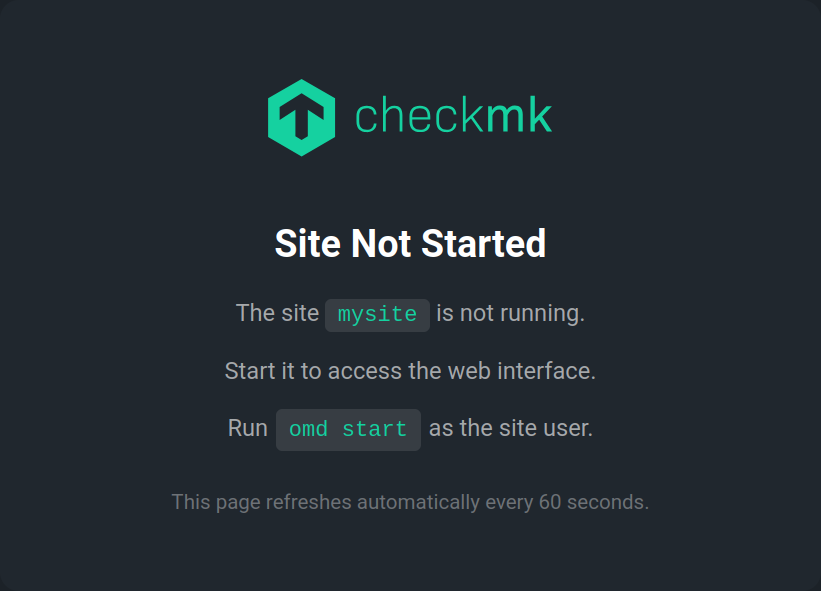 checkmk
Site Not Started
The site mysite is not running.
Start it to access the web interface.
Run omd start as the site user.
This page refreshes automatically every 60 seconds.